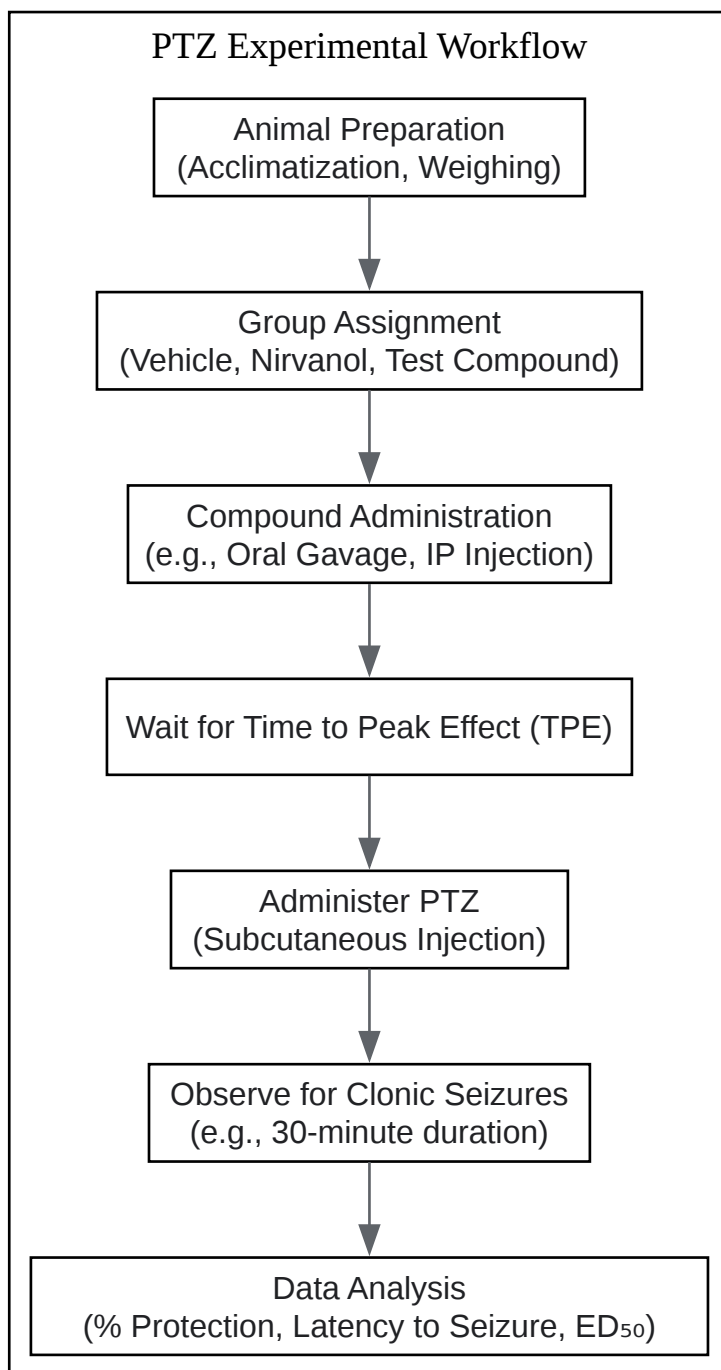 PTZ Experimental Workflow
Animal Preparation
(Acclimatization, Weighing)
Group Assignment
(Vehicle, Nirvanol, Test Compound)
Compound Administration
(e.g., Oral Gavage, IP Injection)
Wait for Time to Peak Effect (TPE)
Administer PTZ
(Subcutaneous Injection)
Observe for Clonic Seizures
(e.g., 30-minute duration)
Data Analysis
(% Protection, Latency to Seizure, ED₅₀)